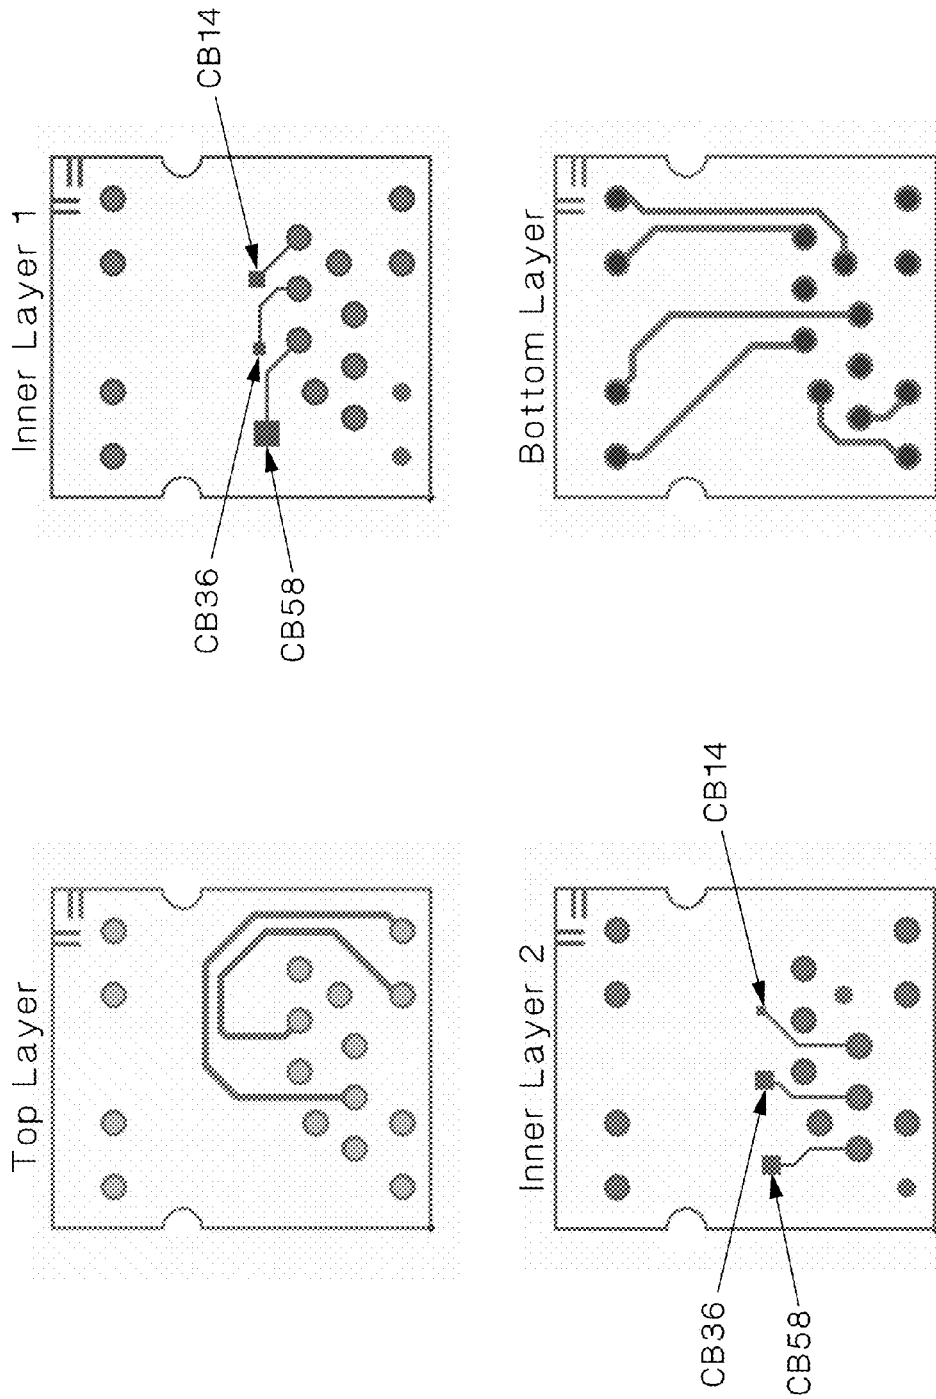 Top Layer
Inner Layer 1
CB36
CB58
CB14
Inner Layer 2
CB36
CB58
CB14
Bottom Layer